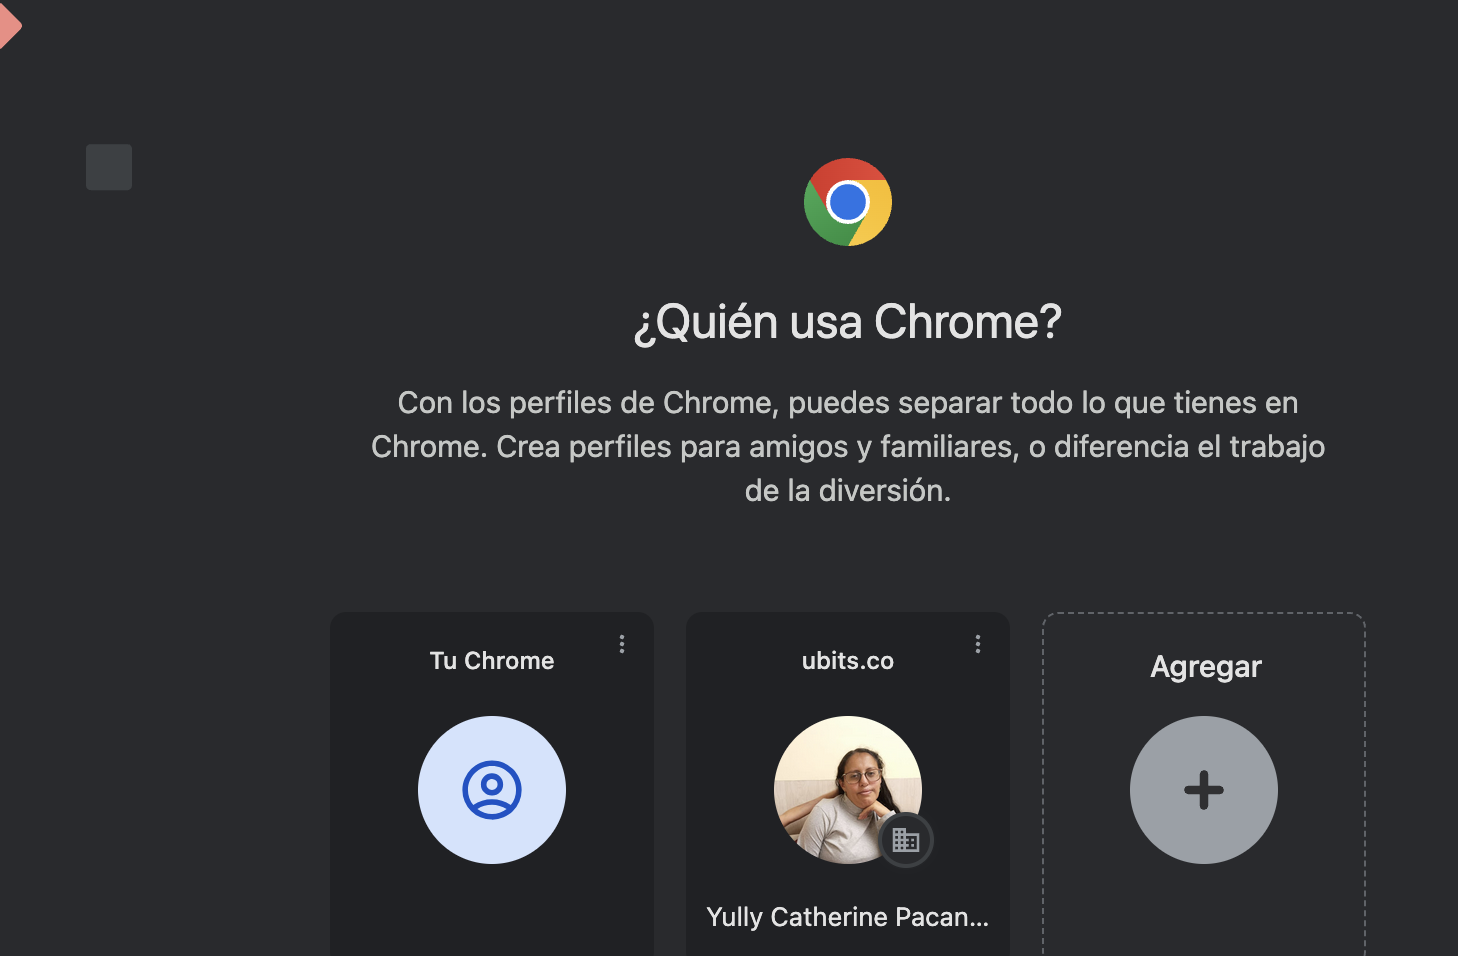 ¿Quién usa Chrome?
Con los perfiles de Chrome, puedes separar todo lo que tienes en
Chrome. Crea perfiles para amigos y familiares, o diferencia el trabajo
de la diversión.
Tu Chrome
ubits.co
Agregar
Yully Catherine Pacan...